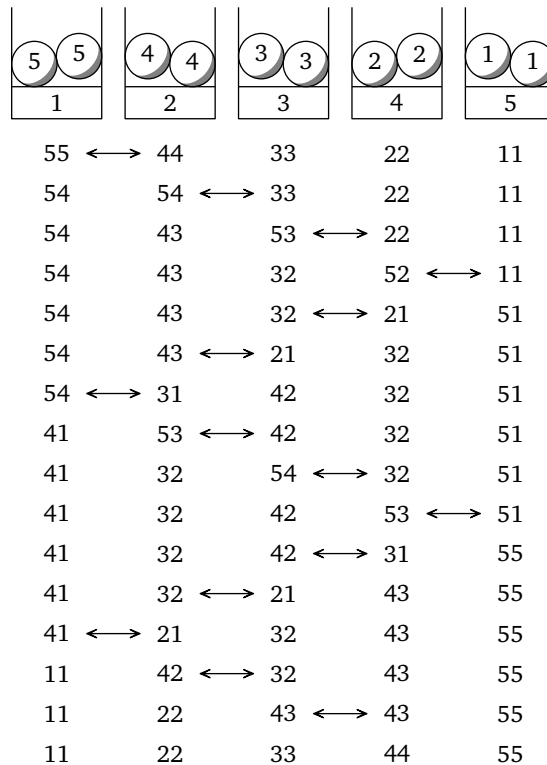 5 5 4 4 3 3 2 2 1 1
1 2 3 4 5
55 ↔ 44 33 22 11
54 54 ↔ 33 22 11
54 43 53 ↔ 22 11
54 43 32 52 ↔ 11
54 43 32 ↔ 21 51
54 43 ↔ 21 32 51
54 ↔ 31 42 32 51
41 53 ↔ 42 32 51
41 32 54 ↔ 32 51
41 32 42 53 ↔ 51
41 32 42 ↔ 31 55
41 32 ↔ 21 43 55
41 ↔ 21 32 43 55
11 42 ↔ 32 43 55
11 22 43 ↔ 43 55
11 22 33 44 55